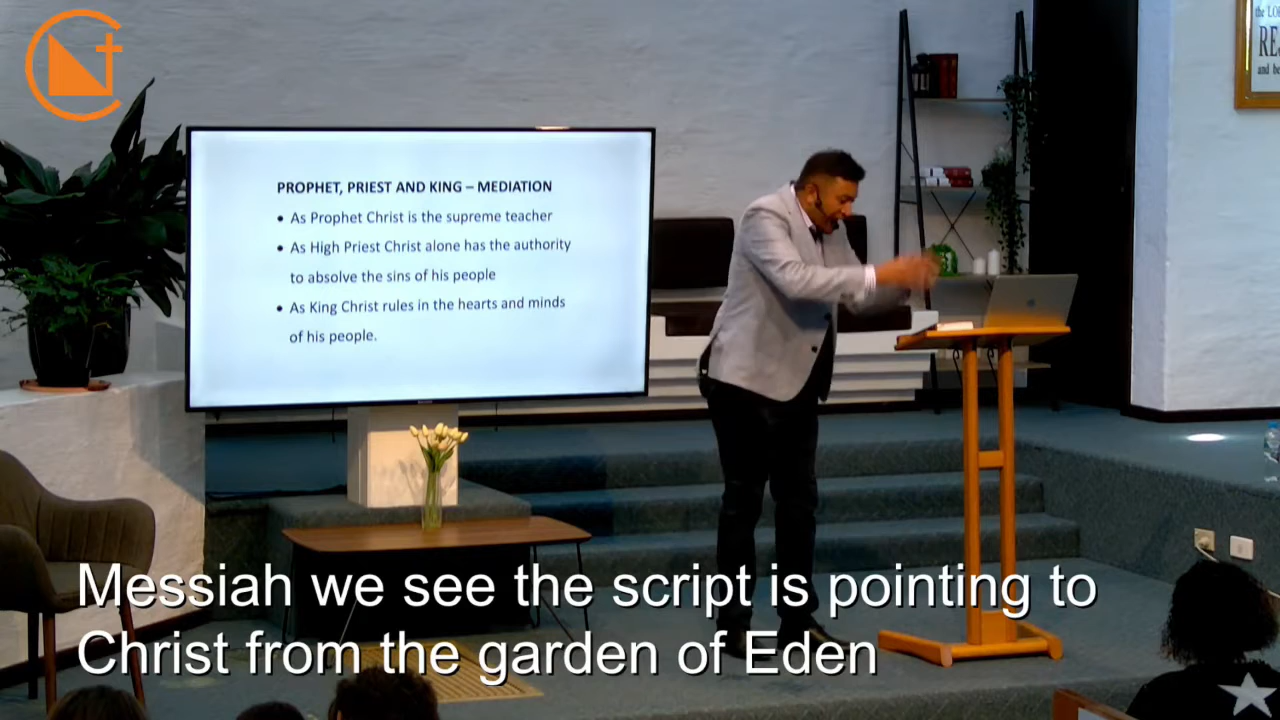 PROPHET, PRIEST AND KING – MEDIATION
• As Prophet Christ is the supreme teacher
• As High Priest Christ alone has the authority
to absolve the sins of his people
• As King Christ rules in the hearts and minds
of his people.
the
and
Messiah we see the script is pointing to
Christ from the garden of Eden